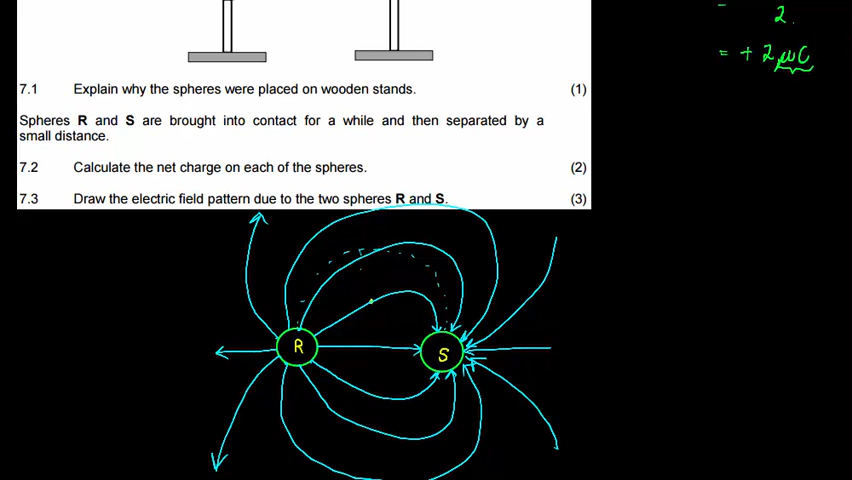 2.
= + 2 μC
7.1 Explain why the spheres were placed on wooden stands. (1)
Spheres R and S are brought into contact for a while and then separated by a
small distance.
7.2 Calculate the net charge on each of the spheres. (2)
7.3 Draw the electric field pattern due to the two spheres R and S. (3)
R
S